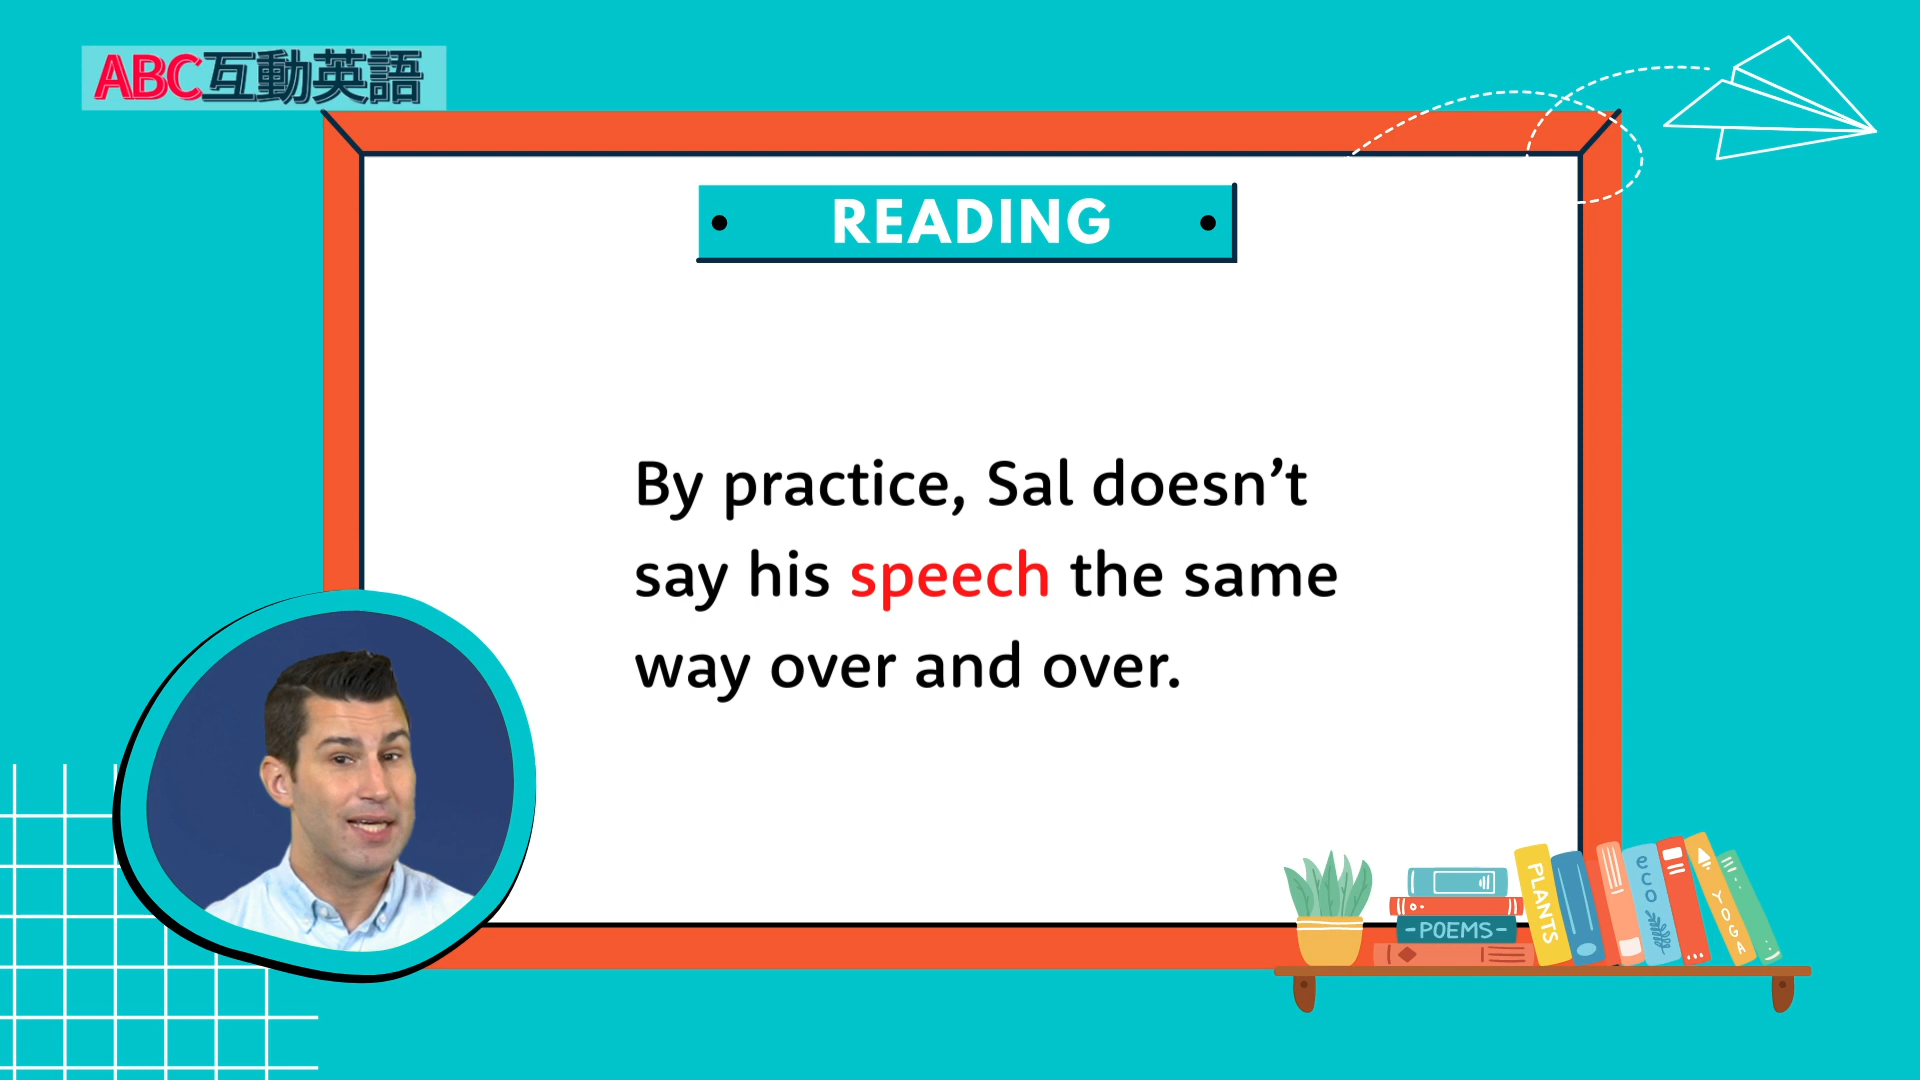 ABC互動英語
READING
By practice, Sal doesn’t
say his speech the same
way over and over.
POEMS
PLANTS
eco
YOGA